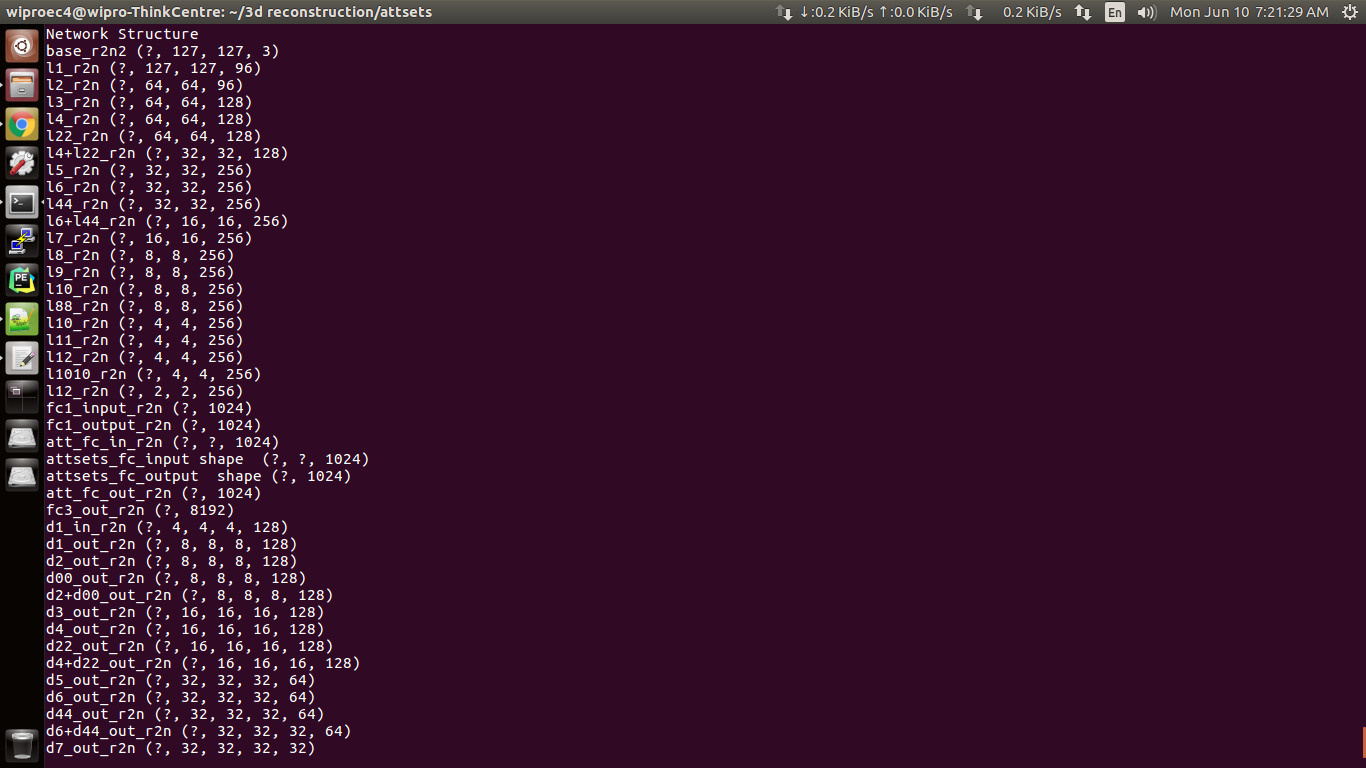 wiproec4@wipro-ThinkCentre: ~/3d reconstruction/attsets
↓:0.2 KiB/s ↑:0.0 KiB/s 0.2 KiB/s En Mon Jun 10 7:21:29 AM
Network Structure
base_r2n2 (?, 127, 127, 3)
l1_r2n (?, 127, 127, 96)
l2_r2n (?, 64, 64, 96)
l3_r2n (?, 64, 64, 128)
l4_r2n (?, 64, 64, 128)
l22_r2n (?, 64, 64, 128)
l4+l22_r2n (?, 32, 32, 128)
l5_r2n (?, 32, 32, 256)
l6_r2n (?, 32, 32, 256)
l44_r2n (?, 32, 32, 256)
l6+l44_r2n (?, 16, 16, 256)
l7_r2n (?, 16, 16, 256)
l8_r2n (?, 8, 8, 256)
l9_r2n (?, 8, 8, 256)
l10_r2n (?, 8, 8, 256)
l88_r2n (?, 8, 8, 256)
l10_r2n (?, 4, 4, 256)
l11_r2n (?, 4, 4, 256)
l12_r2n (?, 4, 4, 256)
l1010_r2n (?, 4, 4, 256)
l12_r2n (?, 2, 2, 256)
fc1_input_r2n (?, 1024)
fc1_output_r2n (?, 1024)
att_fc_in_r2n (?, ?, 1024)
attsets_fc_input shape  (?, ?, 1024)
attsets_fc_output  shape (?, 1024)
att_fc_out_r2n (?, 1024)
fc3_out_r2n (?, 8192)
d1_in_r2n (?, 4, 4, 4, 128)
d1_out_r2n (?, 8, 8, 8, 128)
d2_out_r2n (?, 8, 8, 8, 128)
d00_out_r2n (?, 8, 8, 8, 128)
d2+d00_out_r2n (?, 8, 8, 8, 128)
d3_out_r2n (?, 16, 16, 16, 128)
d4_out_r2n (?, 16, 16, 16, 128)
d22_out_r2n (?, 16, 16, 16, 128)
d4+d22_out_r2n (?, 16, 16, 16, 128)
d5_out_r2n (?, 32, 32, 32, 64)
d6_out_r2n (?, 32, 32, 32, 64)
d44_out_r2n (?, 32, 32, 32, 64)
d6+d44_out_r2n (?, 32, 32, 32, 64)
d7_out_r2n (?, 32, 32, 32, 32)
PE